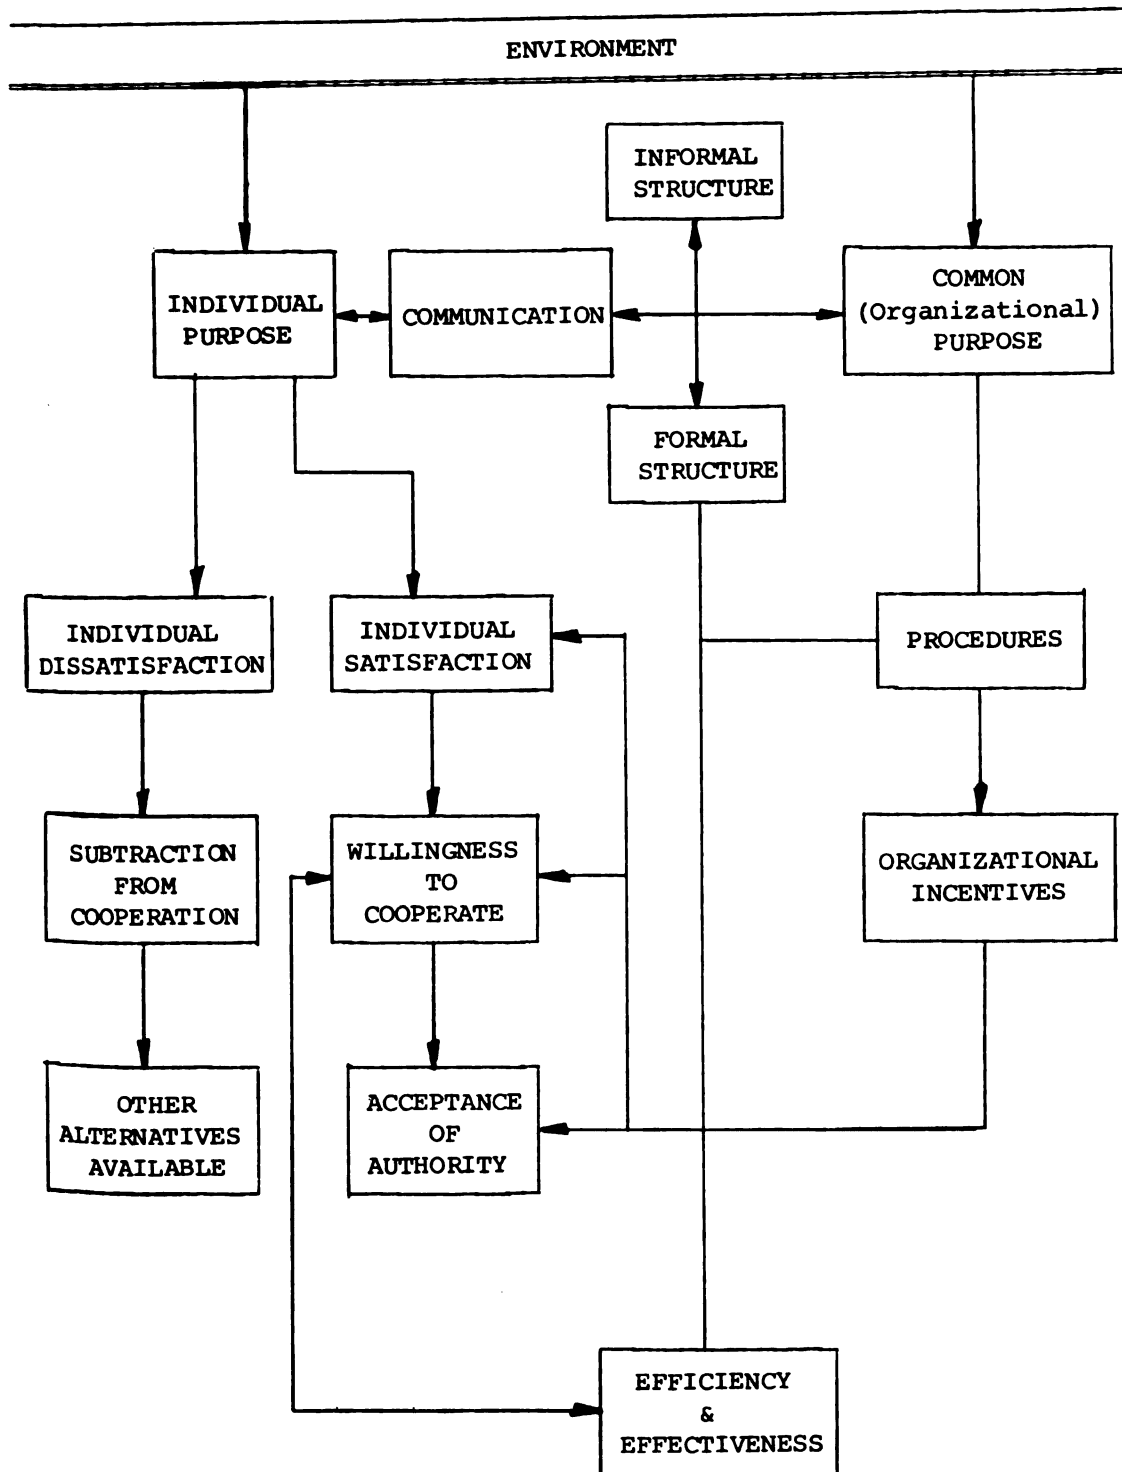 ENVIRONMENT
INFORMAL
STRUCTURE
INDIVIDUAL
PURPOSE
COMMUNICATION
COMMON
(Organizational)
PURPOSE
FORMAL
STRUCTURE
INDIVIDUAL
DISSATISFACTION
INDIVIDUAL
SATISFACTION
PROCEDURES
SUBTRACTION
FROM
COOPERATION
WILLINGNESS
TO
COOPERATE
ORGANIZATIONAL
INCENTIVES
OTHER
ALTERNATIVES
AVAILABLE
ACCEPTANCE
OF
AUTHORITY
EFFICIENCY
&
EFFECTIVENESS